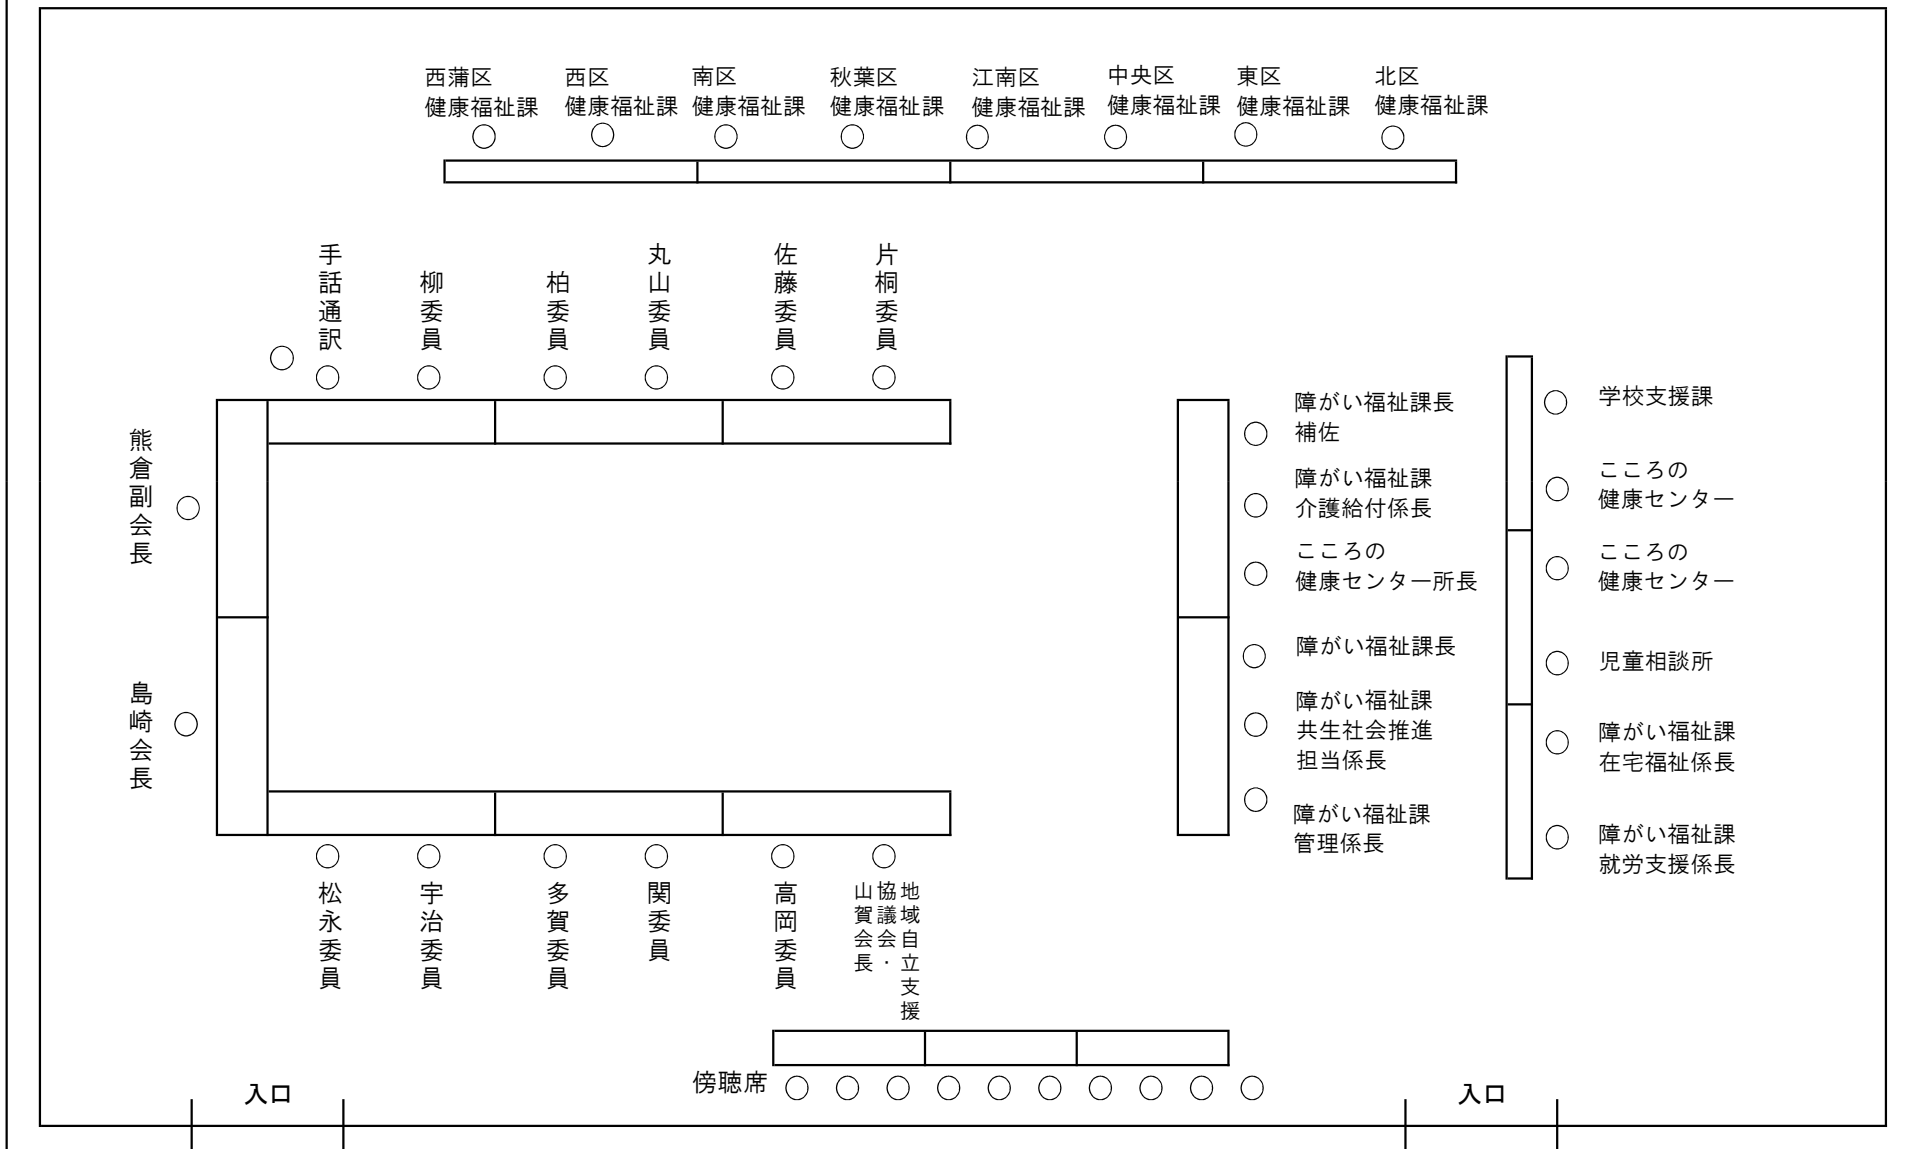 西蒲区
健康福祉課
西区
健康福祉課
南区
健康福祉課
秋葉区
健康福祉課
江南区
健康福祉課
中央区
健康福祉課
東区
健康福祉課
北区
健康福祉課
手話通訳
柳委員
柏委員
丸山委員
佐藤委員
片桐委員
熊倉副会長
島崎会長
障がい福祉課長
補佐
障がい福祉課
介護給付係長
こころの
健康センター所長
障がい福祉課長
障がい福祉課
共生社会推進
担当係長
障がい福祉課
管理係長
学校支援課
こころの
健康センター
こころの
健康センター
児童相談所
障がい福祉課
在宅福祉係長
障がい福祉課
就労支援係長
松永委員
宇治委員
多賀委員
関委員
高岡委員
地域自立支援
協議会・
山賀会長
傍聴席
入口
入口